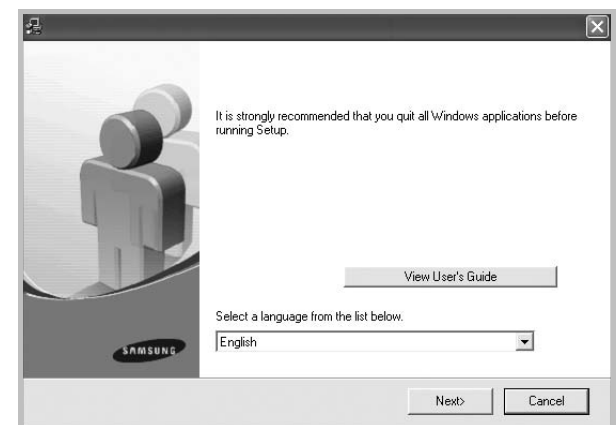 It is strongly recommended that you quit all Windows applications before
running Setup.
View User's Guide
Select a language from the list below.
English
SAMSUNG
Next>
Cancel